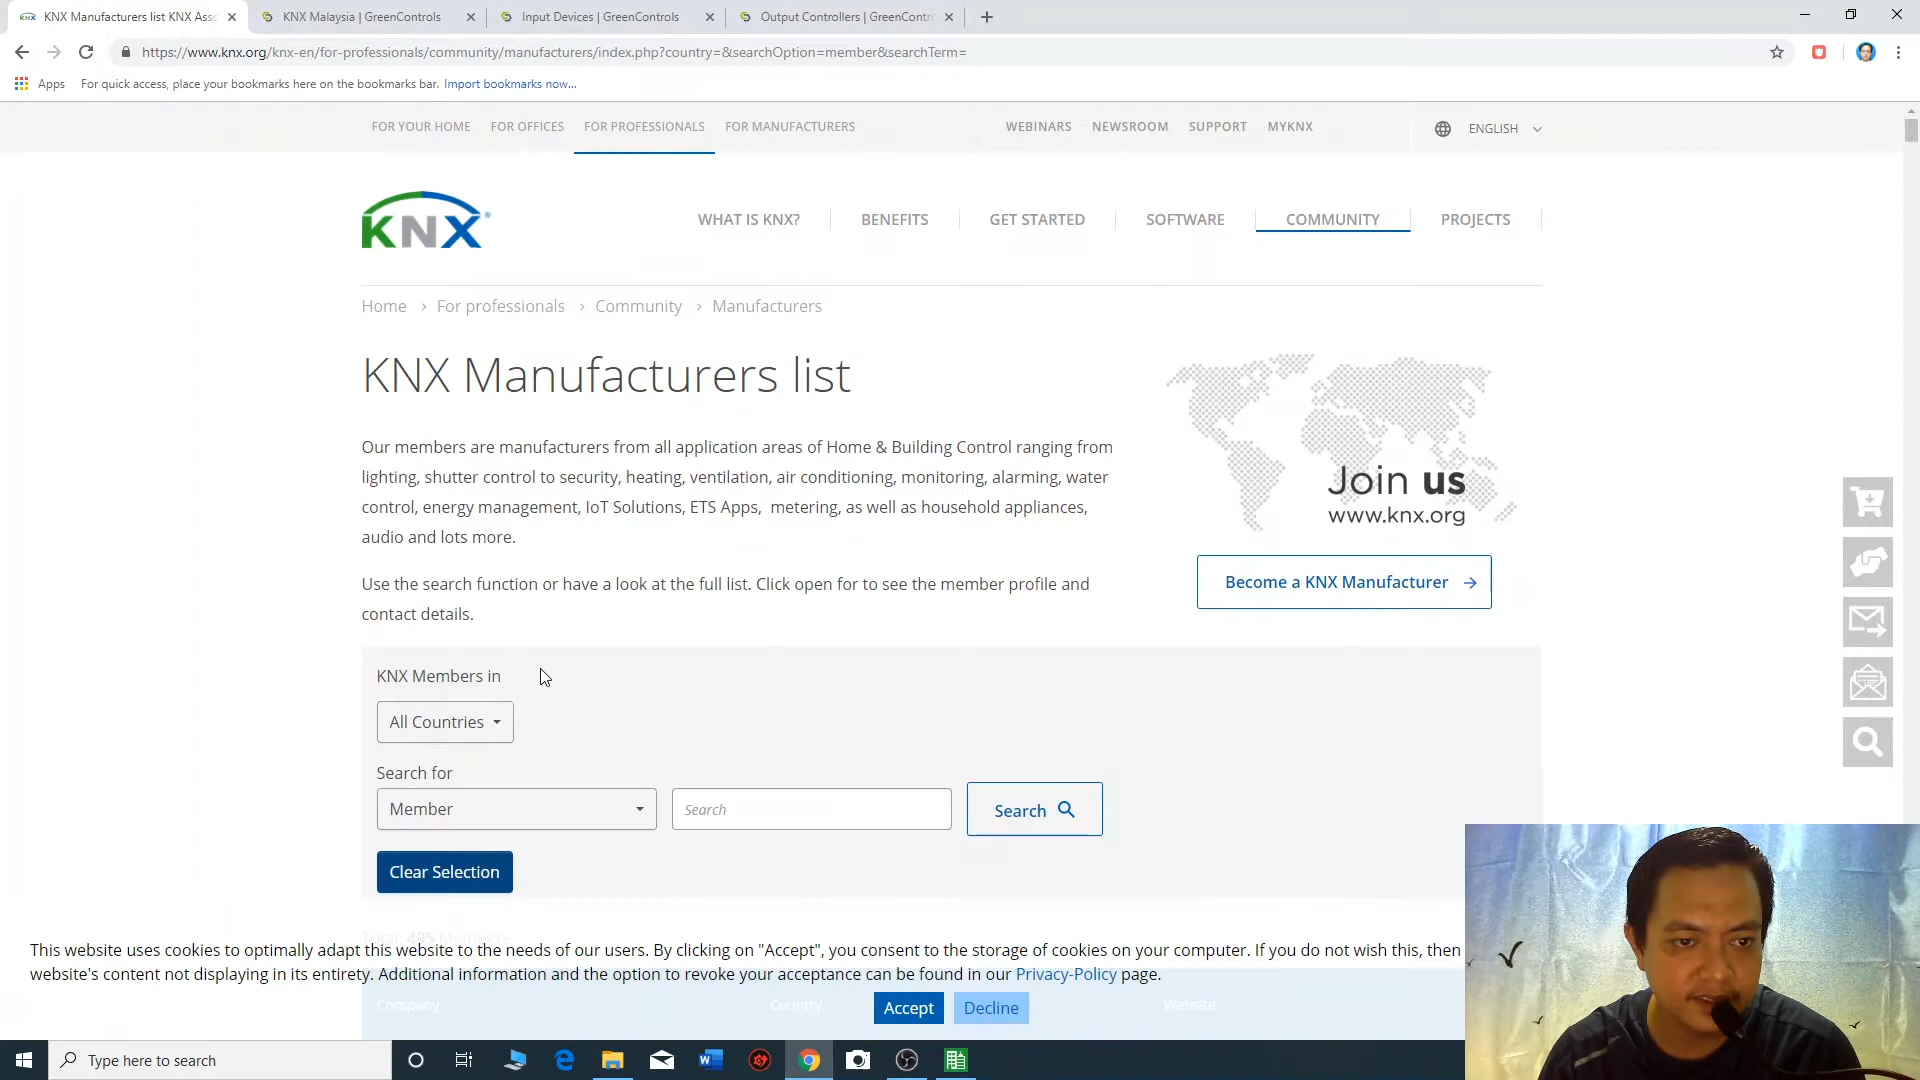 KNX Manufacturers list KNX Asso
KNX Malaysia | GreenControls
Input Devices | GreenControls
Output Controllers | GreenContro
https://www.knx.org/knx-en/for-professionals/community/manufacturers/index.php?country=&searchOption=member&searchTerm=
Apps For quick access, place your bookmarks here on the bookmarks bar. Import bookmarks now...
FOR YOUR HOME FOR OFFICES FOR PROFESSIONALS FOR MANUFACTURERS WEBINARS NEWSROOM SUPPORT MYKNX ENGLISH
KNX®
WHAT IS KNX? BENEFITS GET STARTED SOFTWARE COMMUNITY PROJECTS
Home › For professionals › Community › Manufacturers
KNX Manufacturers list
Our members are manufacturers from all application areas of Home & Building Control ranging from
lighting, shutter control to security, heating, ventilation, air conditioning, monitoring, alarming, water
control, energy management, IoT Solutions, ETS Apps, metering, as well as household appliances,
audio and lots more.
Join us
www.knx.org
Use the search function or have a look at the full list. Click open for to see the member profile and
contact details.
Become a KNX Manufacturer →
KNX Members in
All Countries
Search for
Member
Search
Search
Clear Selection
Total: 495 Members
This website uses cookies to optimally adapt this website to the needs of our users. By clicking on "Accept", you consent to the storage of cookies on your computer. If you do not wish this, then
website's content not displaying in its entirety. Additional information and the option to revoke your acceptance can be found in our Privacy-Policy page.
Company Country Website
Accept Decline
Type here to search